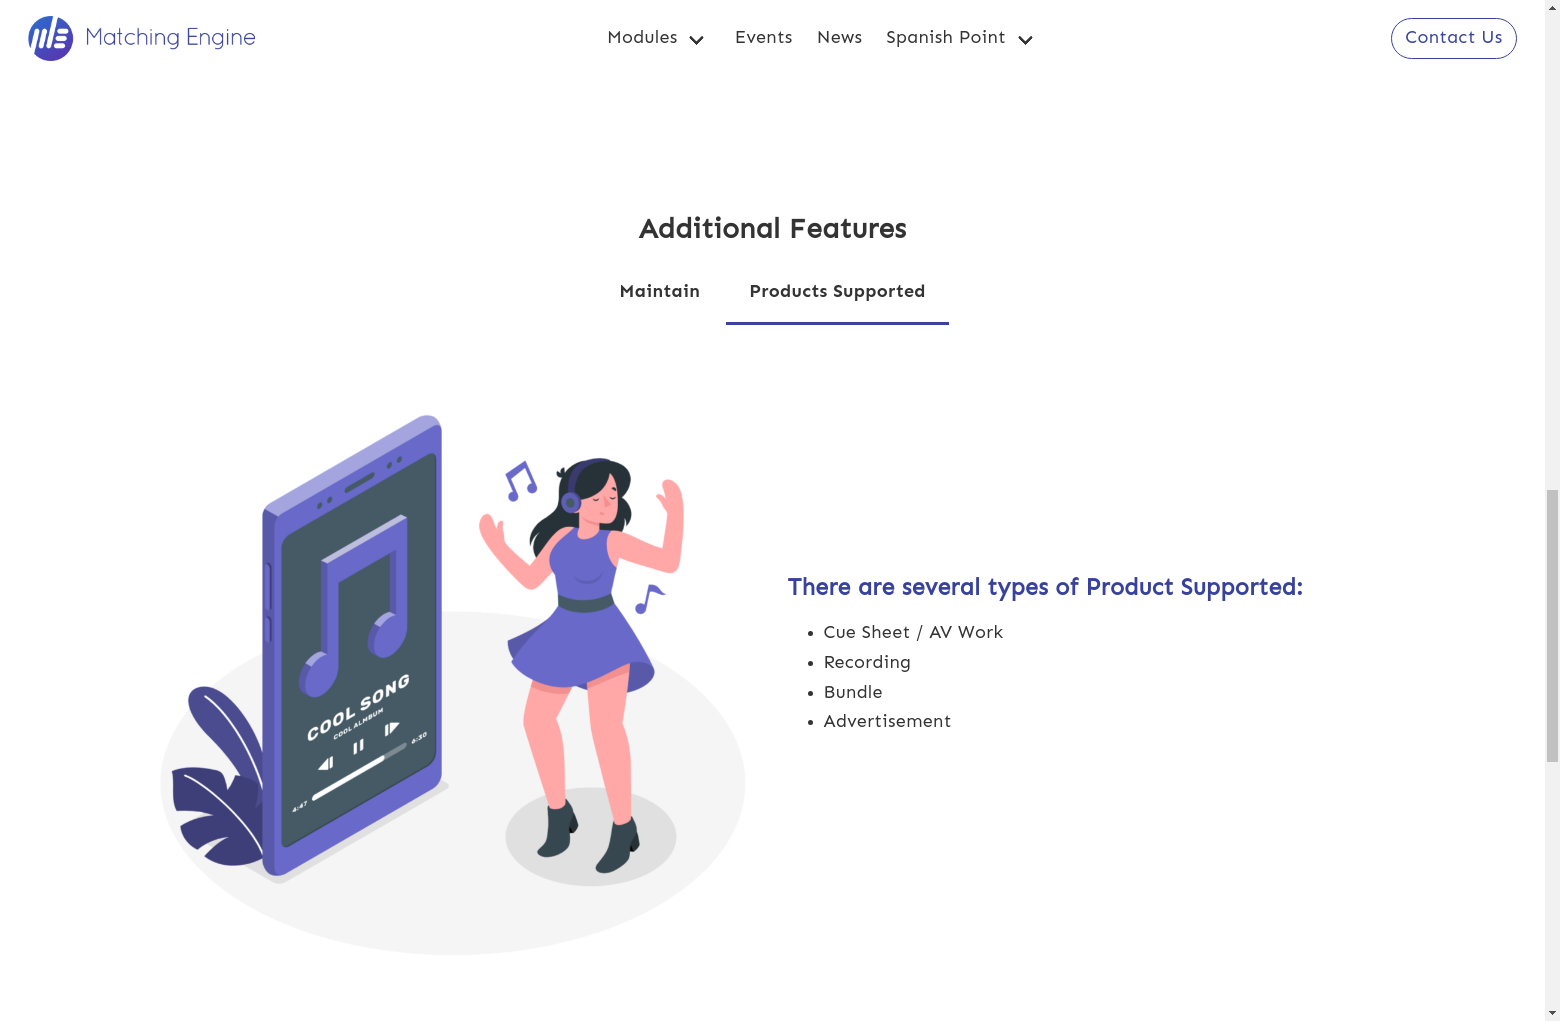 Matching Engine
Modules
Events
News
Spanish Point
Contact Us
Additional Features
Maintain
Products Supported
COOL SONG
COOL ALMBUM
4:47
6:30
There are several types of Product Supported:
Cue Sheet / AV Work
Recording
Bundle
Advertisement